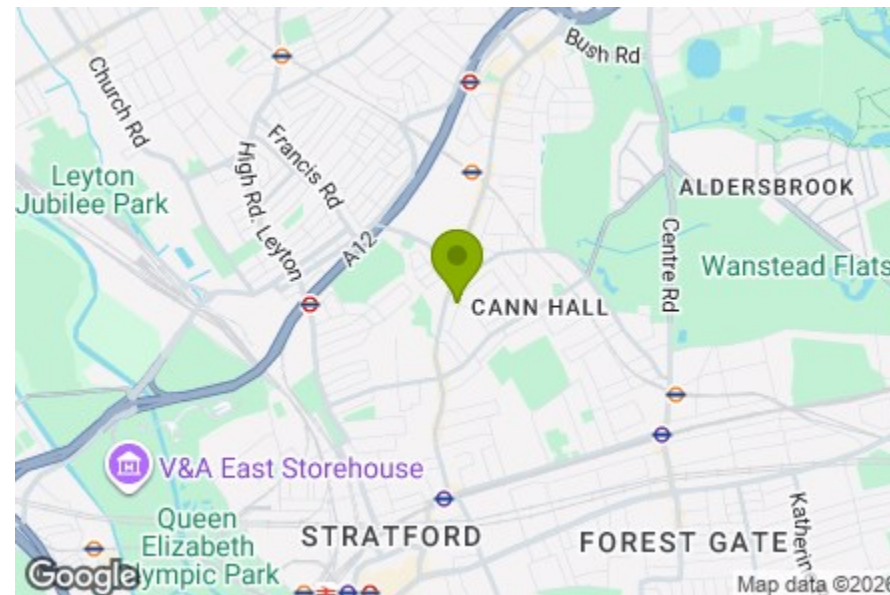 Bush Rd
Church Rd
Francis Rd
High Rd. Leyton
Leyton
Jubilee Park
ALDERSBROOK
A12
Centre Rd
Wanstead Flats
CANN HALL
V&A East Storehouse
Queen
Elizabeth
Olympic Park
STRATFORD
FOREST GATE
Katherin
Google
Map data ©2026